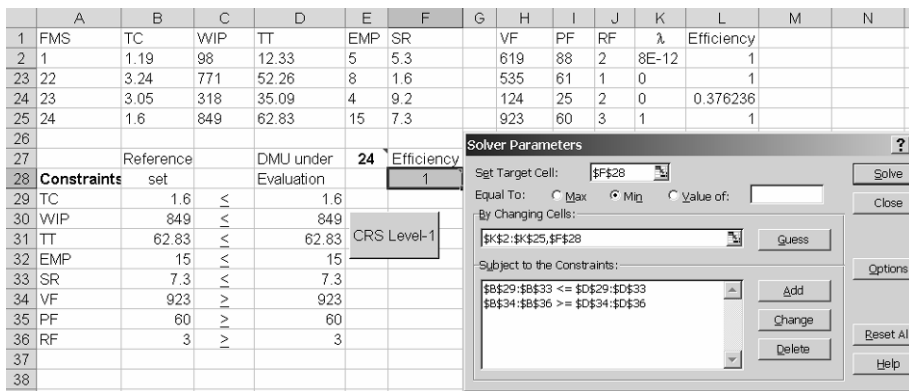 A B C D E F G H I J K L M N
1 FMS TC WIP TT EMP SR VF PF RF λ Efficiency
2 1 1.19 98 12.33 5 5.3 619 88 2 8E-12 1
23 22 3.24 771 52.26 8 1.6 535 61 1 0 1
24 23 3.05 318 35.09 4 9.2 124 25 2 0 0.376236
25 24 1.6 849 62.83 15 7.3 923 60 3 1 1
26
27 Reference DMU under 24 Efficiency
28 Constraints set Evaluation 1
29 TC 1.6 ≤ 1.6
30 WIP 849 ≤ 849
31 TT 62.83 ≤ 62.83
32 EMP 15 ≤ 15
33 SR 7.3 ≤ 7.3
34 VF 923 ≥ 923
35 PF 60 ≥ 60
36 RF 3 ≥ 3
37
38
CRS Level-1
Solver Parameters ?
Set Target Cell: $F$28 Solve
Equal To: Max Min Value of: Close
By Changing Cells:
$K$2:$K$25,$F$28 Guess
Subject to the Constraints: Options
$B$29:$B$33 <= $D$29:$D$33 Add
$B$34:$B$36 >= $D$34:$D$36
Change
Reset Al
Delete
Help